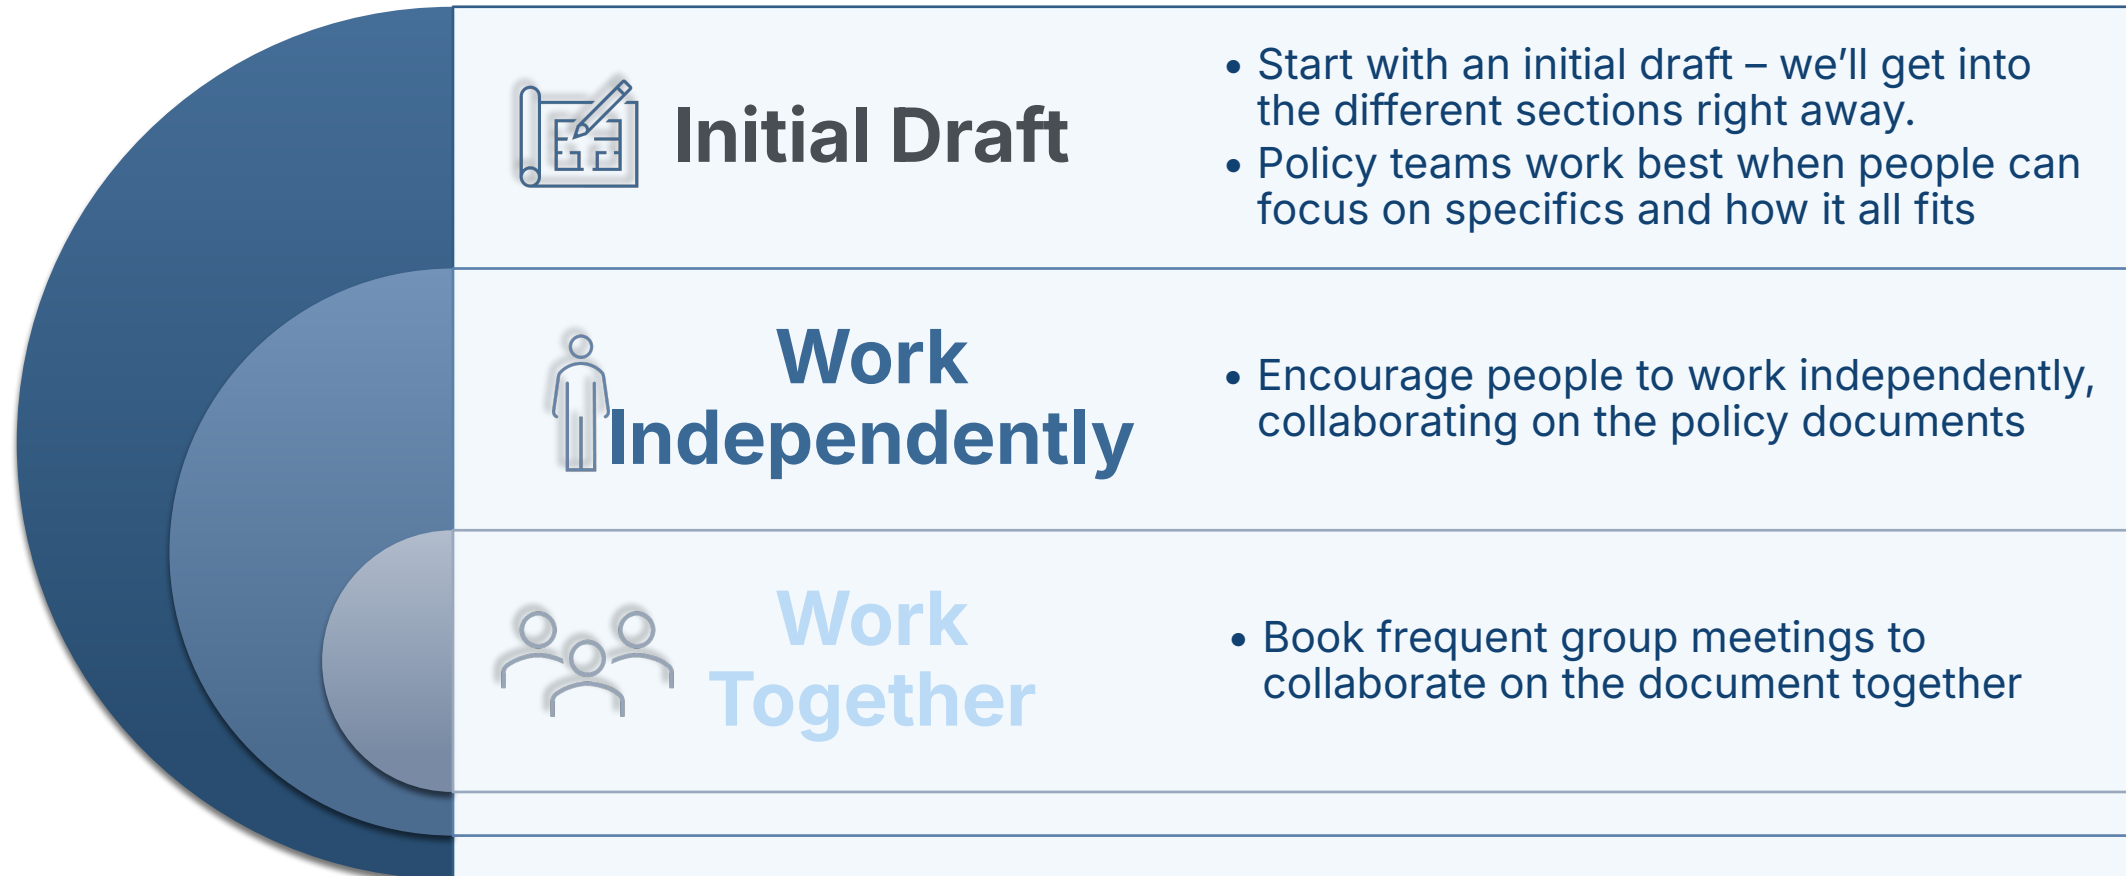 Initial Draft
• Start with an initial draft – we’ll get into
the different sections right away.
• Policy teams work best when people can
focus on specifics and how it all fits
Work
Independently
• Encourage people to work independently,
collaborating on the policy documents
Work
Together
• Book frequent group meetings to
collaborate on the document together